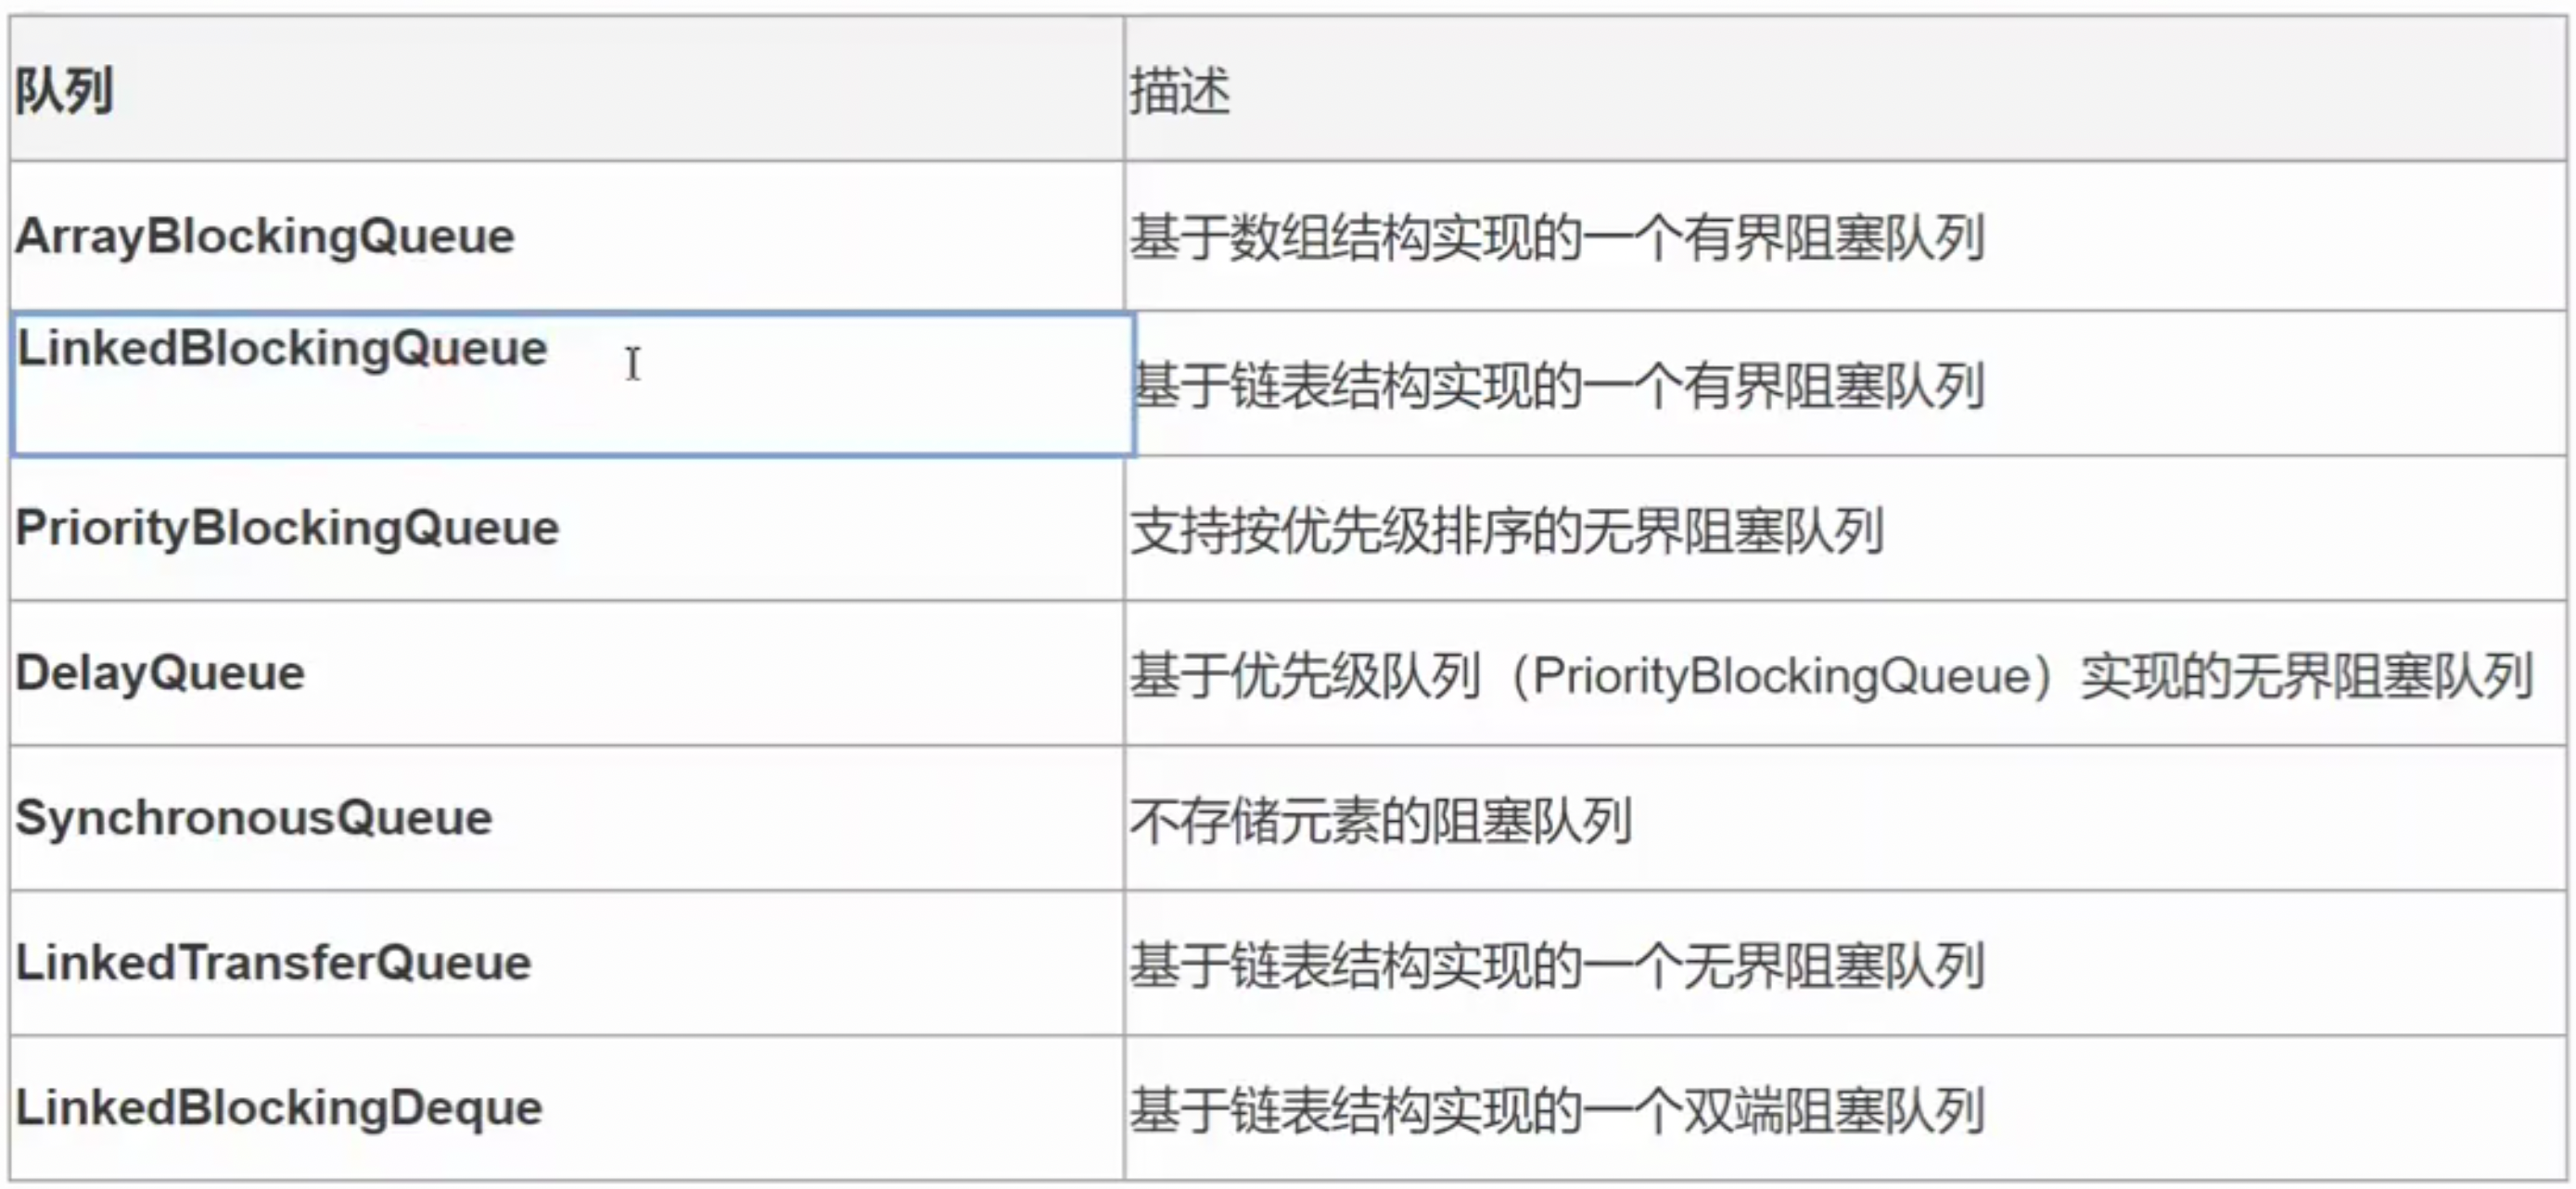 队列 描述
ArrayBlockingQueue 基于数组结构实现的一个有界阻塞队列
LinkedBlockingQueue 基于链表结构实现的一个有界阻塞队列
PriorityBlockingQueue 支持按优先级排序的无界阻塞队列
DelayQueue 基于优先级队列（PriorityBlockingQueue）实现的无界阻塞队列
SynchronousQueue 不存储元素的阻塞队列
LinkedTransferQueue 基于链表结构实现的一个无界阻塞队列
LinkedBlockingDeque 基于链表结构实现的一个双端阻塞队列